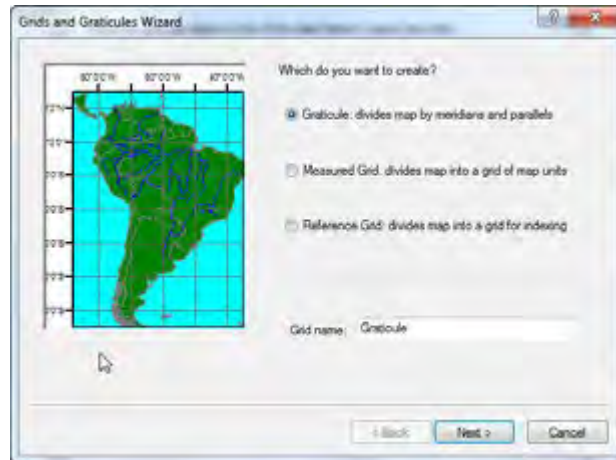 Grids and Graticules Wizard
Which do you want to create?
Graticule: divides map by meridians and parallels
Measured Grid: divides map into a grid of map units
Reference Grid: divides map into a grid for indexing
Grid name:
Graticule
< Back
Next >
Cancel